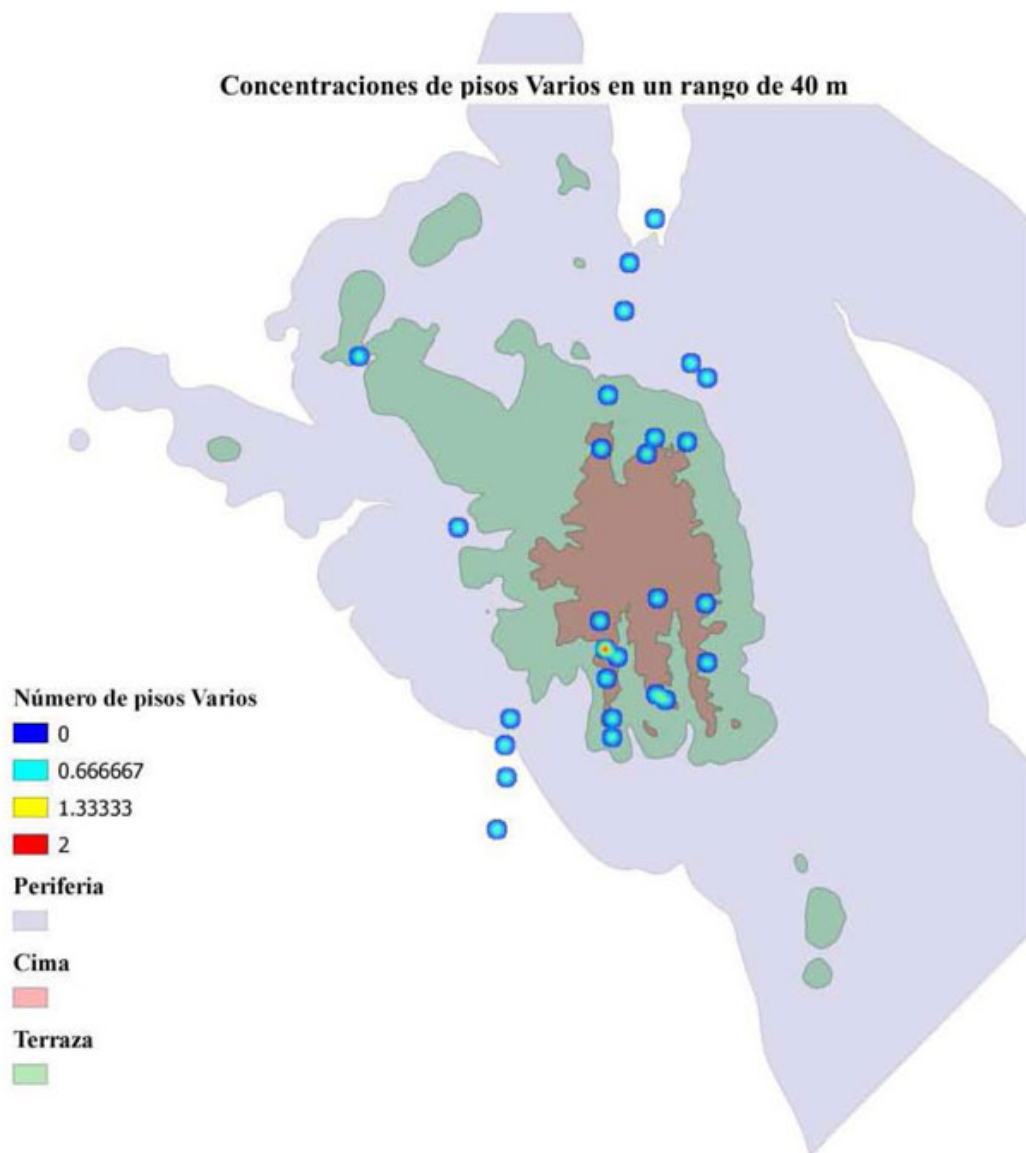 Concentraciones de pisos Varios en un rango de 40 m
Número de pisos Varios
0
0.666667
1.33333
2
Periferia
Cima
Terraza